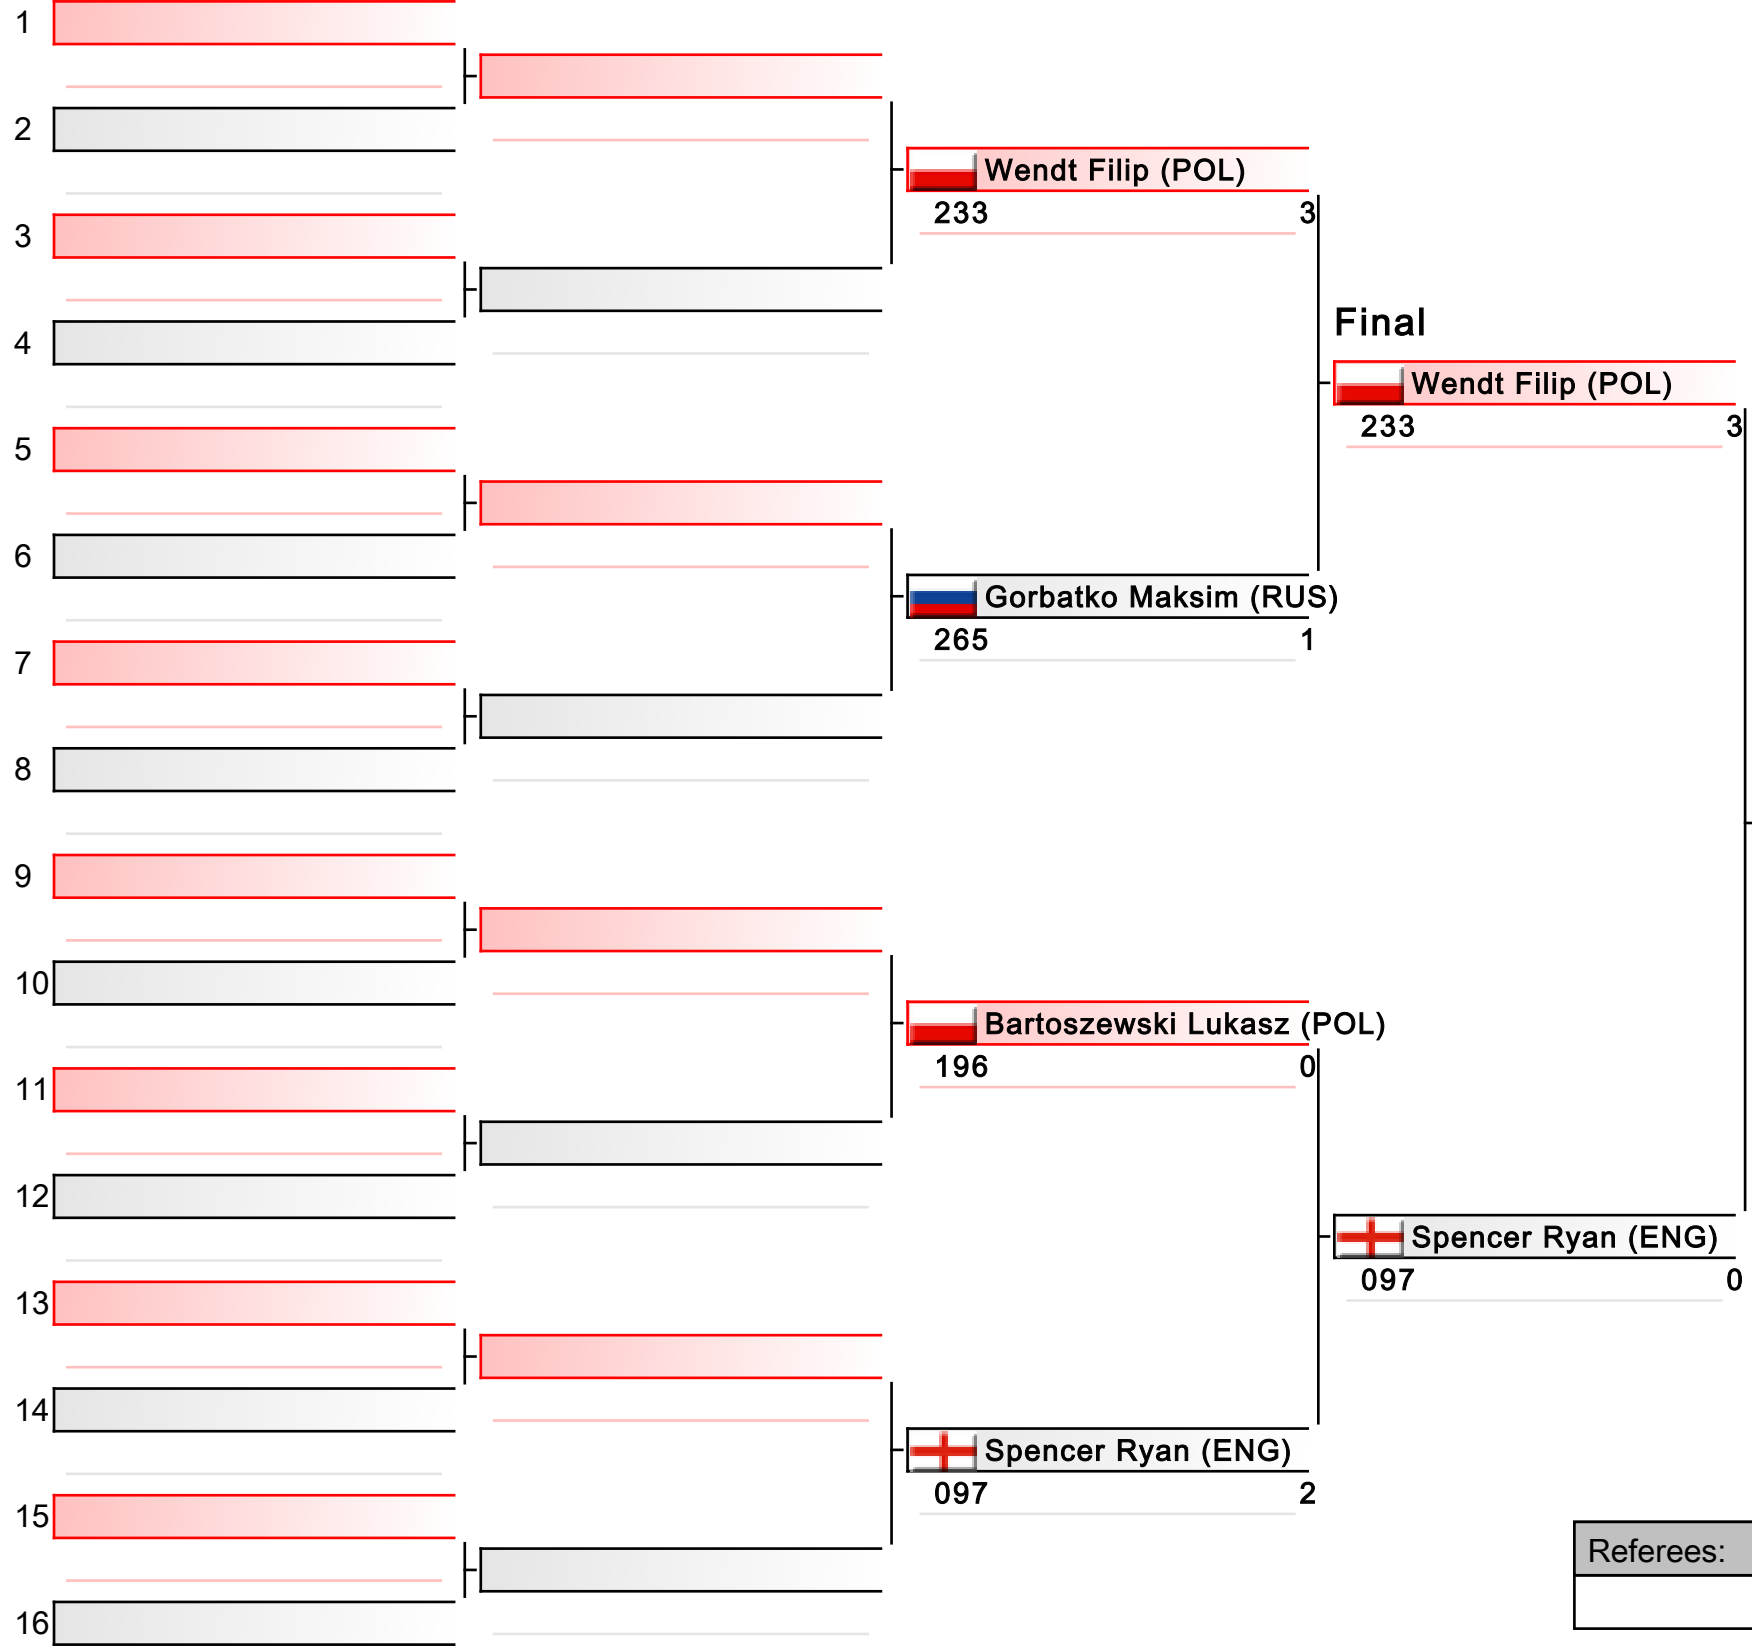 1
2
Wendt Filip (POL)
233 3
3
4
Final
Wendt Filip (POL)
233 3
5
6
Gorbatko Maksim (RUS)
265 1
7
8
9
10
Bartoszewski Lukasz (POL)
196 0
11
12
Spencer Ryan (ENG)
097 0
13
14
Spencer Ryan (ENG)
097 2
15
Referees:
16